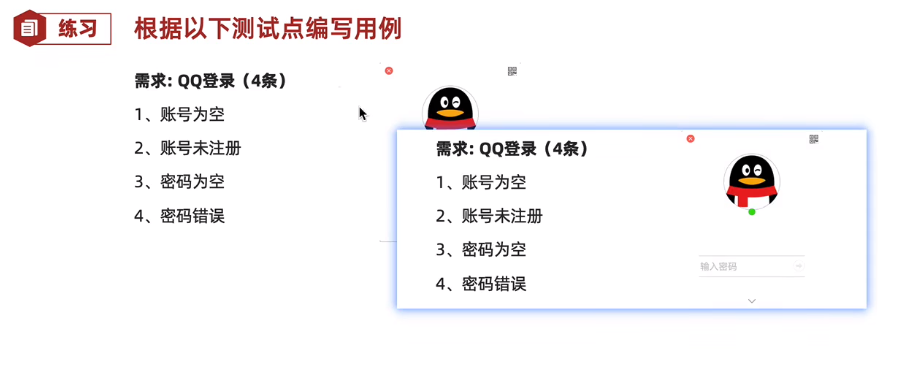 练习
根据以下测试点编写用例
需求: QQ登录（4条）
1、账号为空
2、账号未注册
3、密码为空
4、密码错误
需求: QQ登录（4条）
1、账号为空
2、账号未注册
3、密码为空
4、密码错误
输入密码